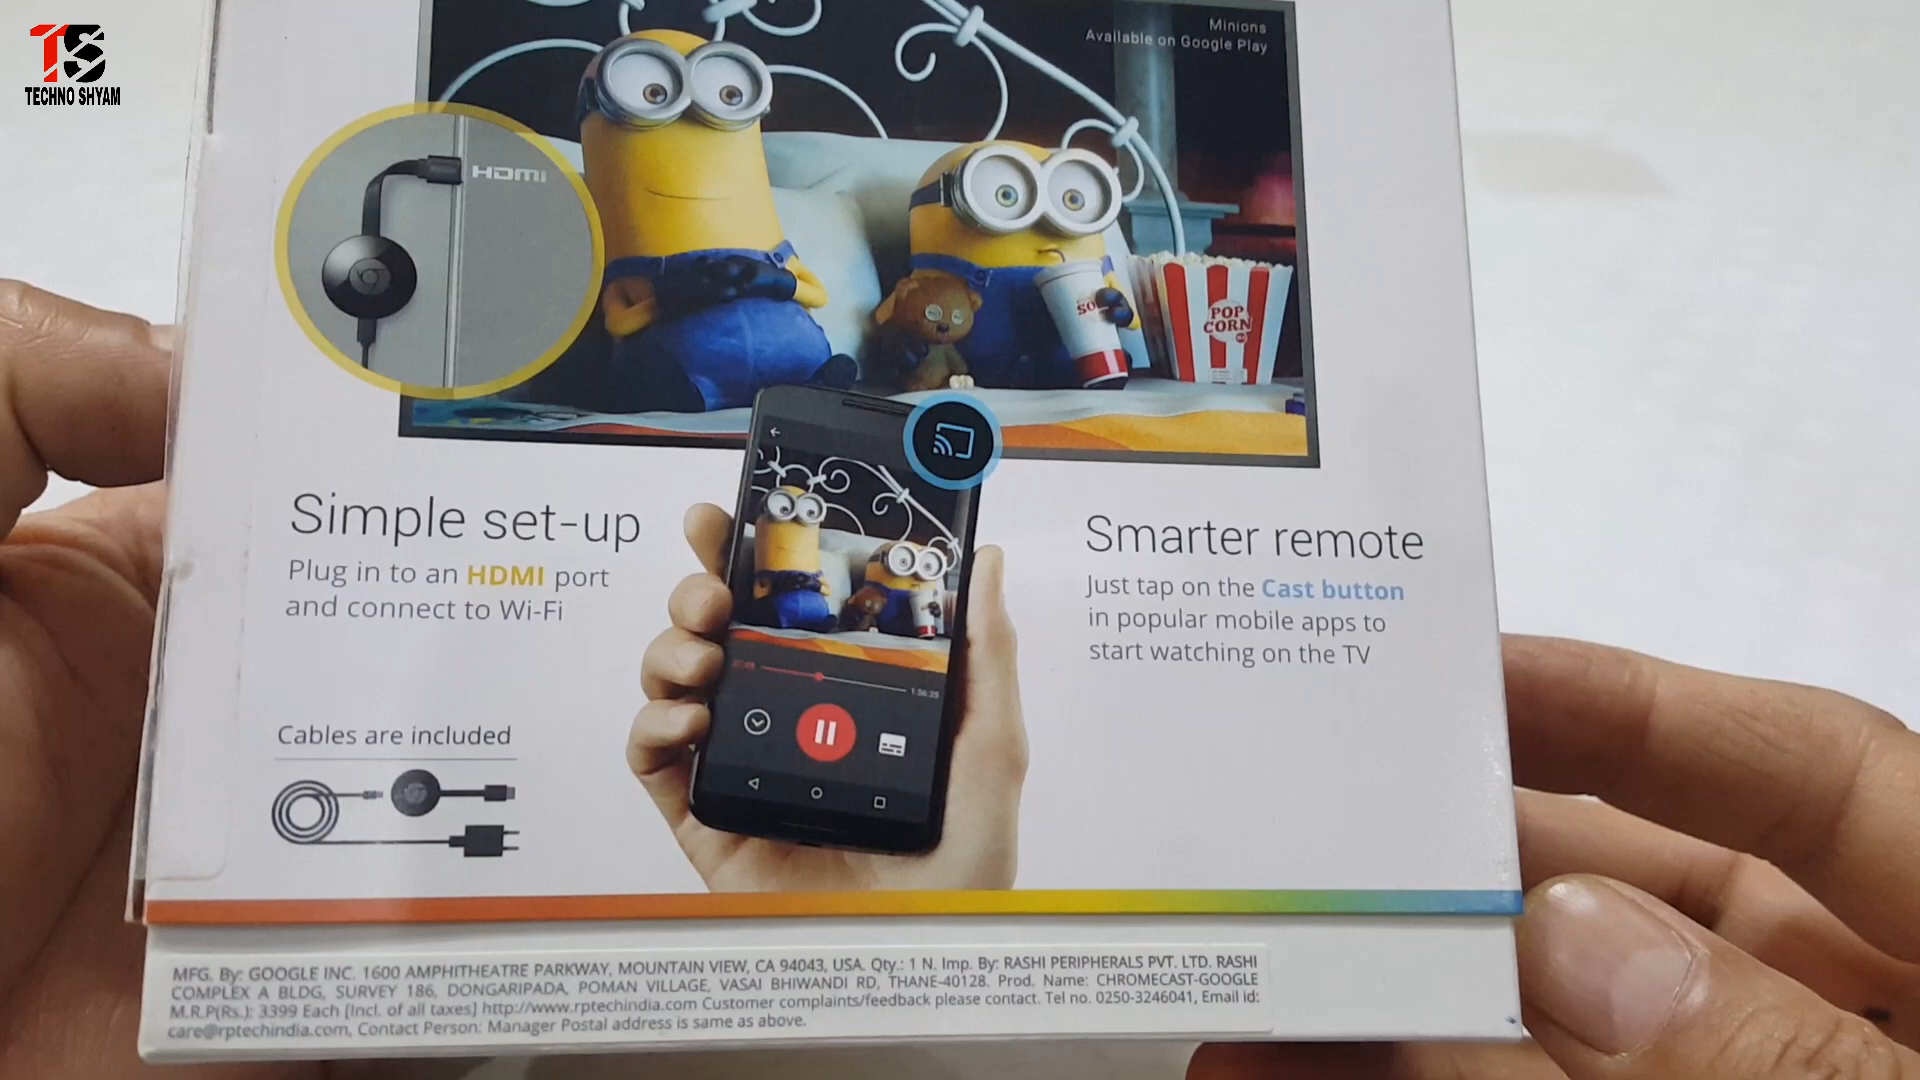 TS
TECHNO SHYAM
Minions
Available on Google Play
HDMI
POP
CORN
Simple set-up
Plug in to an HDMI port
and connect to Wi-Fi
Smarter remote
Just tap on the Cast button
in popular mobile apps to
start watching on the TV
1:56:35
Cables are included
MFG. By: GOOGLE INC. 1600 AMPHITHEATRE PARKWAY, MOUNTAIN VIEW, CA 94043, USA. Qty.: 1 N. Imp. By: RASHI PERIPHERALS PVT. LTD. RASHI
COMPLEX A BLDG, SURVEY 186, DONGARIPADA, POMAN VILLAGE, VASAI BHIWANDI RD, THANE-40128. Prod. Name: CHROMECAST-GOOGLE
M.R.P(Rs.): 3399 Each [Incl. of all taxes] http://www.rptechindia.com Customer complaints/feedback please contact. Tel no. 0250-3246041, Email id:
care@rptechindia.com, Contact Person: Manager Postal address is same as above.